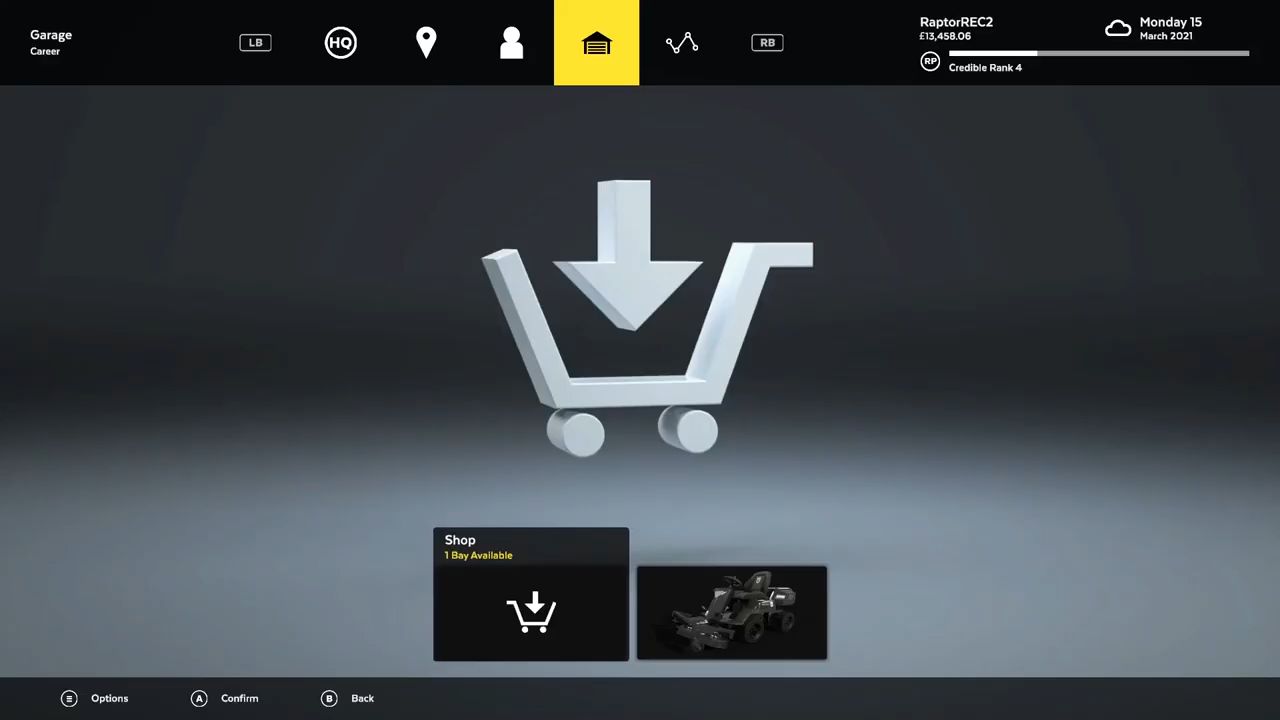 Garage
Career
LB
HQ
RB
RaptorREC2
£13,458.06
Monday 15
March 2021
RP
Credible Rank 4
Shop
1 Bay Available
Options
A
Confirm
B
Back